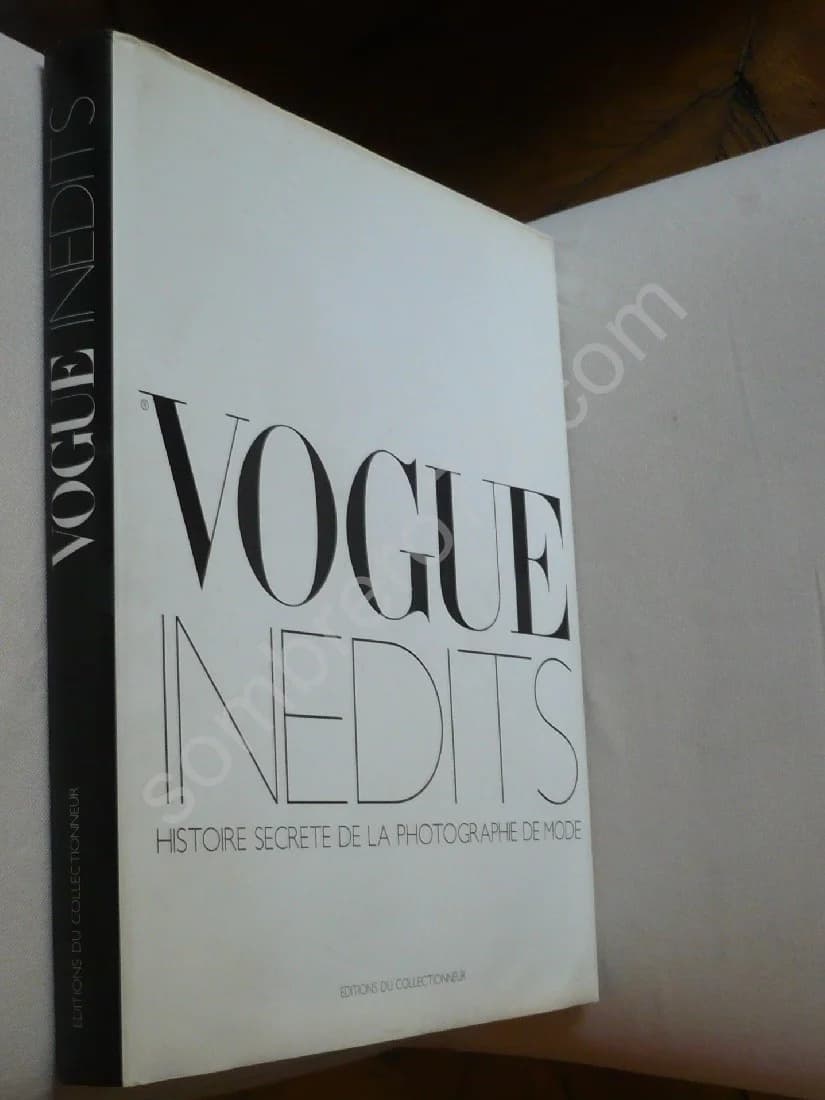 VOGUE INEDITS
EDITIONS DU COLLECTIONNEUR
®
VOGUE
INEDITS
HISTOIRE SECRETE DE LA PHOTOGRAPHIE DE MODE
EDITIONS DU COLLECTIONNEUR